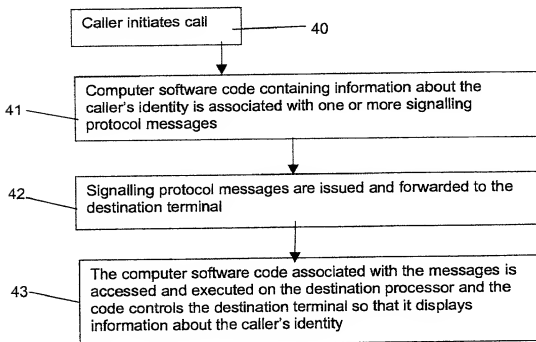 Caller initiates call
40
Computer software code containing information about the
caller's identity is associated with one or more signalling
protocol messages
41
Signalling protocol messages are issued and forwarded to the
destination terminal
42
The computer software code associated with the messages is
accessed and executed on the destination processor and the
code controls the destination terminal so that it displays
information about the caller's identity
43